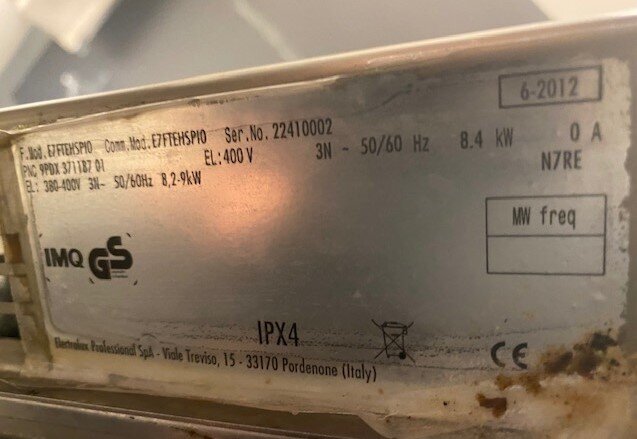 6-2012
F.Mod. E7FTEHSP10 Comm.Mod. E7FTEHSP10 Ser.No. 22410002
PNC 9PDX 371187 01 EL: 400 V 3N ~ 50/60 Hz 8.4 kW 0 A
EL: 380-400V 3N~ 50/60Hz 8,2-9kW N7RE
MW freq
IMQ GS
IPX4
Electrolux Professional SpA - Viale Treviso, 15 - 33170 Pordenone (Italy)
CE